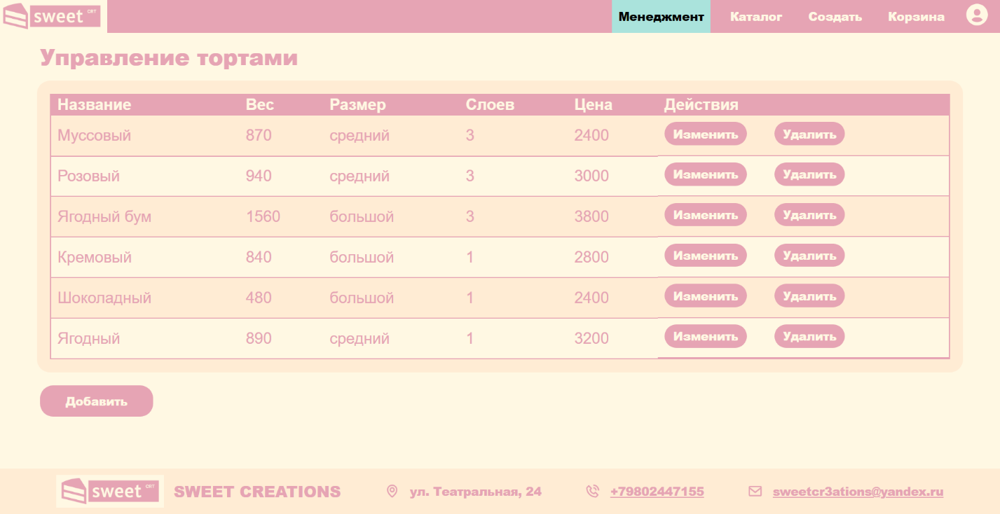 sweet ORT Менеджмент Каталог Создать Корзина
Управление тортами
Название Вес Размер Слоев Цена Действия
Муссовый 870 средний 3 2400 Изменить Удалить
Розовый 940 средний 3 3000 Изменить Удалить
Ягодный бум 1560 большой 3 3800 Изменить Удалить
Кремовый 840 большой 1 2800 Изменить Удалить
Шоколадный 480 большой 1 2400 Изменить Удалить
Ягодный 890 средний 1 3200 Изменить Удалить
Добавить
sweet ORT SWEET CREATIONS ул. Театральная, 24 +79802447155 sweetcr3ations@yandex.ru